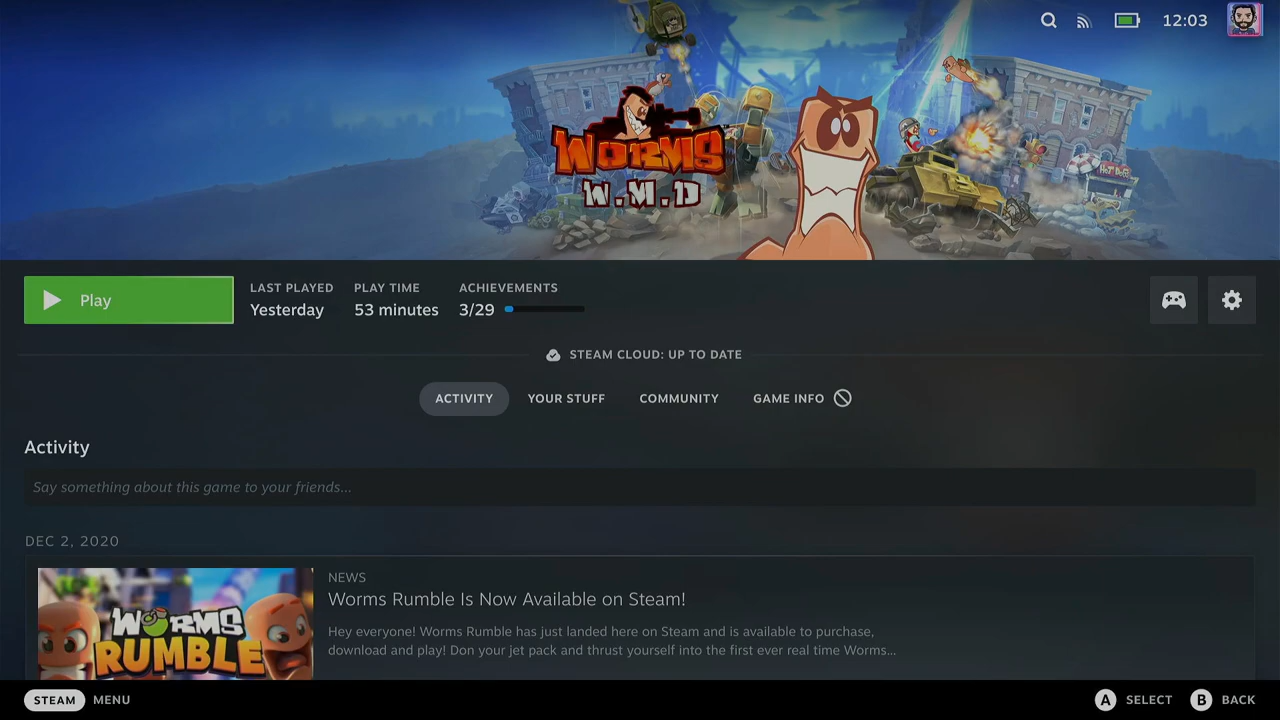 12:03
WORMS
W.M.D
HOT DOGS
Play
LAST PLAYED
Yesterday
PLAY TIME
53 minutes
ACHIEVEMENTS
3/29
STEAM CLOUD: UP TO DATE
ACTIVITY
YOUR STUFF
COMMUNITY
GAME INFO
Activity
Say something about this game to your friends...
DEC 2, 2020
WORMS
RUMBLE
NEWS
Worms Rumble Is Now Available on Steam!
Hey everyone! Worms Rumble has just landed here on Steam and is available to purchase,
download and play! Don your jet pack and thrust yourself into the first ever real time Worms...
STEAM MENU
A SELECT B BACK